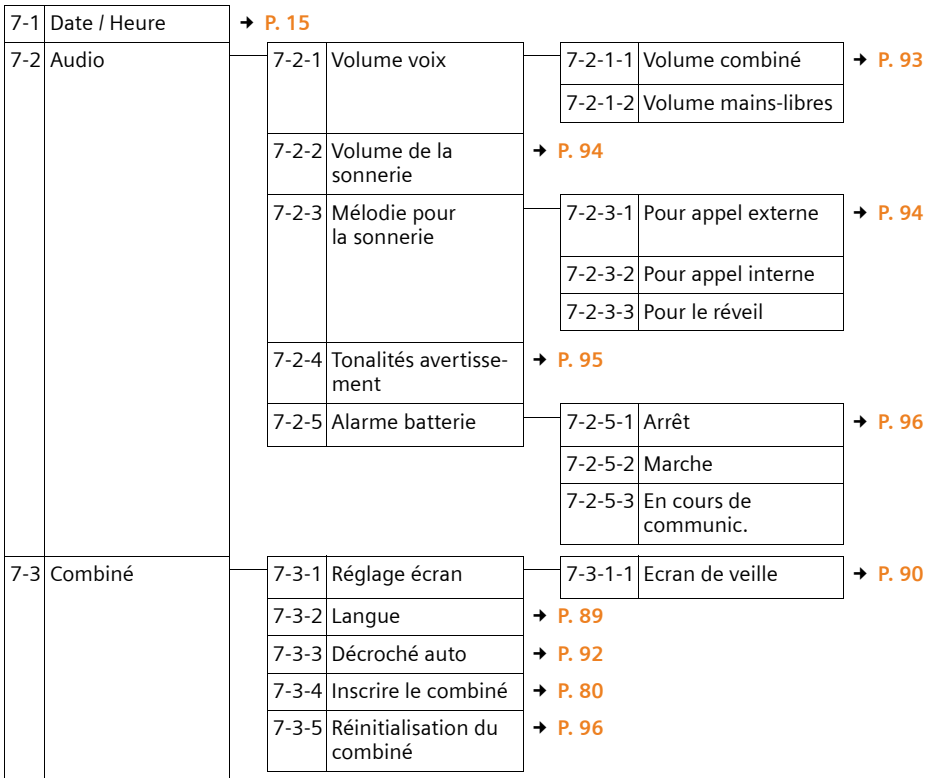 7-1 Date / Heure ➔ P. 15
7-2 Audio 7-2-1 Volume voix 7-2-1-1 Volume combiné ➔ P. 93
7-2-1-2 Volume mains-libres
7-2-2 Volume de la ➔ P. 94
sonnerie
7-2-3 Mélodie pour 7-2-3-1 Pour appel externe ➔ P. 94
la sonnerie
7-2-3-2 Pour appel interne
7-2-3-3 Pour le réveil
7-2-4 Tonalités avertisse- ➔ P. 95
ment
7-2-5 Alarme batterie 7-2-5-1 Arrêt ➔ P. 96
7-2-5-2 Marche
7-2-5-3 En cours de
communic.
7-3 Combiné 7-3-1 Réglage écran 7-3-1-1 Ecran de veille ➔ P. 90
7-3-2 Langue ➔ P. 89
7-3-3 Décroché auto ➔ P. 92
7-3-4 Inscrire le combiné ➔ P. 80
7-3-5 Réinitialisation du ➔ P. 96
combiné